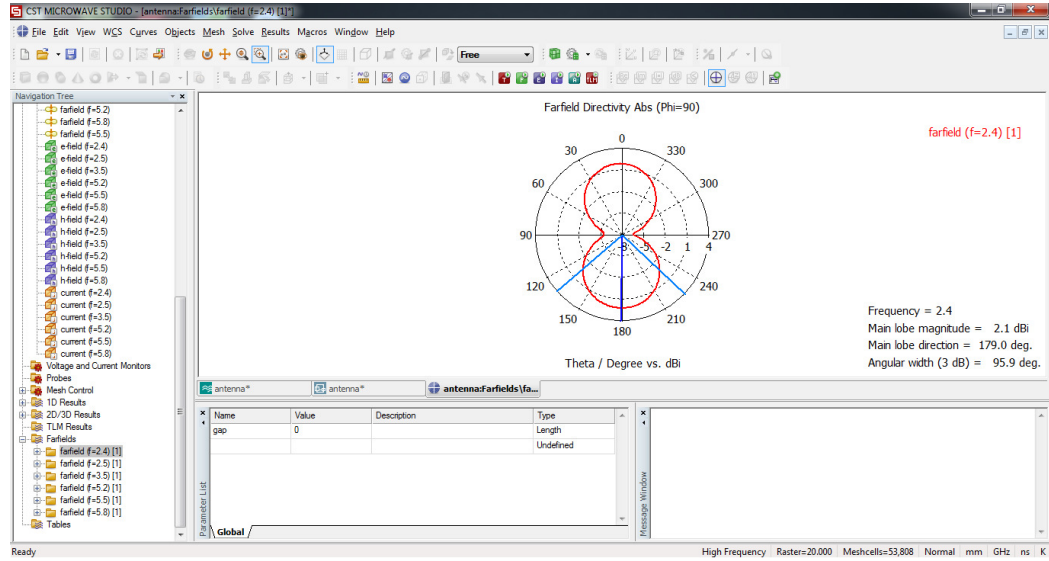 CST MICROWAVE STUDIO - [antenna:Farfields\farfield (f=2.4) [1]*]
File Edit View WCS Curves Objects Mesh Solve Results Macros Window Help
Free
Navigation Tree
farfield (f=5.2)
farfield (f=5.8)
farfield (f=5.5)
e-field (f=2.4)
e-field (f=2.5)
e-field (f=3.5)
e-field (f=5.2)
e-field (f=5.5)
e-field (f=5.8)
h-field (f=2.4)
h-field (f=2.5)
h-field (f=3.5)
h-field (f=5.2)
h-field (f=5.5)
h-field (f=5.8)
current (f=2.4)
current (f=2.5)
current (f=3.5)
current (f=5.2)
current (f=5.5)
current (f=5.8)
Voltage and Current Monitors
Probes
Mesh Control
1D Results
2D/3D Results
TLM Results
Farfields
farfield (f=2.4) [1]
farfield (f=2.5) [1]
farfield (f=3.5) [1]
farfield (f=5.2) [1]
farfield (f=5.5) [1]
farfield (f=5.8) [1]
Tables
Farfield Directivity Abs (Phi=90)
farfield (f=2.4) [1]
0
30 330
60 300
90 -8 -5 -2 1 4 270
120 240
150 210
180
Theta / Degree vs. dBi
Frequency = 2.4
Main lobe magnitude = 2.1 dBi
Main lobe direction = 179.0 deg.
Angular width (3 dB) = 95.9 deg.
antenna* antenna* antenna:Farfields\fa...
Parameter List
Name Value Description Type
gap 0 Length
Undefined
Global
Message Window
Ready High Frequency Raster=20.000 Meshcells=53,808 Normal mm GHz ns K